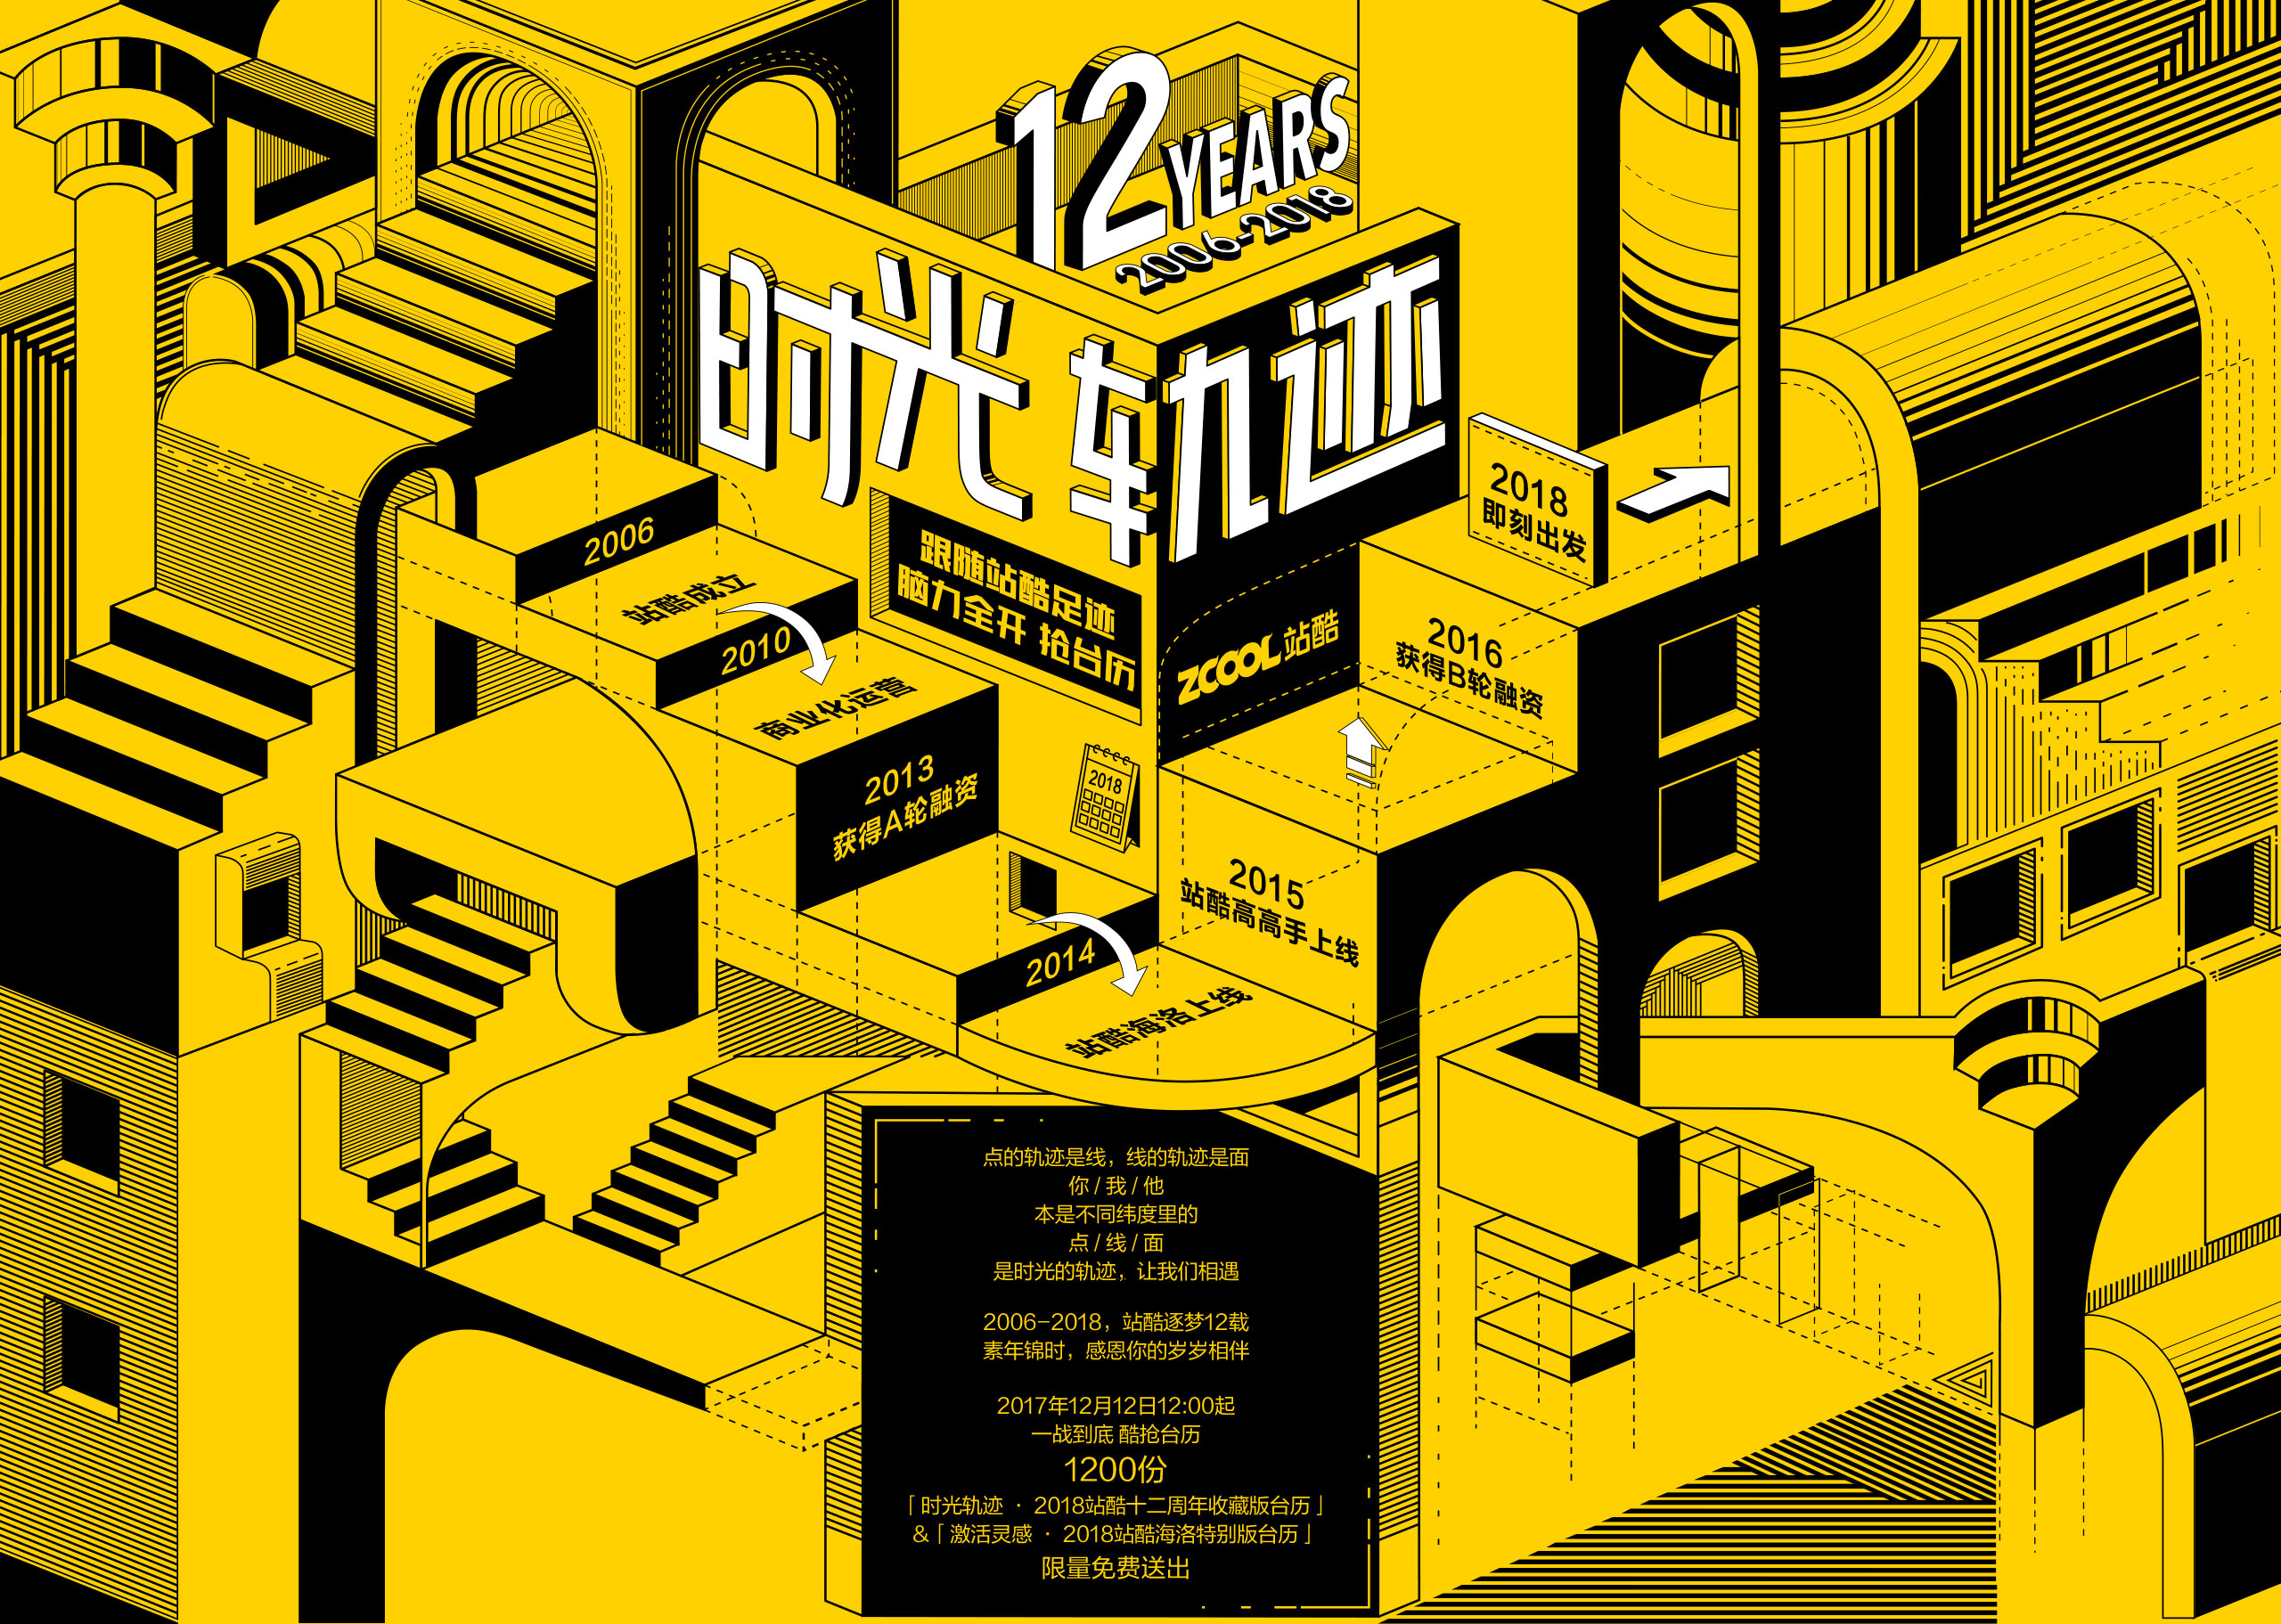 12 YEARS
2006-2018
时光轨迹
跟随站酷足迹
脑力全开 抢台历
ZCOOL 站酷
2006
站酷成立
2010
商业化运营
2013
获得A轮融资
2014
站酷海洛上线
2015
站酷高高手上线
2016
获得B轮融资
2018
即刻出发
2018
点的轨迹是线，线的轨迹是面
你 / 我 / 他
本是不同纬度里的
点 / 线 / 面
是时光的轨迹，让我们相遇
2006-2018，站酷逐梦12载
素年锦时，感恩你的岁岁相伴
2017年12月12日12:00起
一战到底 酷抢台历
1200份
「时光轨迹 · 2018站酷十二周年收藏版台历」
&「激活灵感 · 2018站酷海洛特别版台历」
限量免费送出